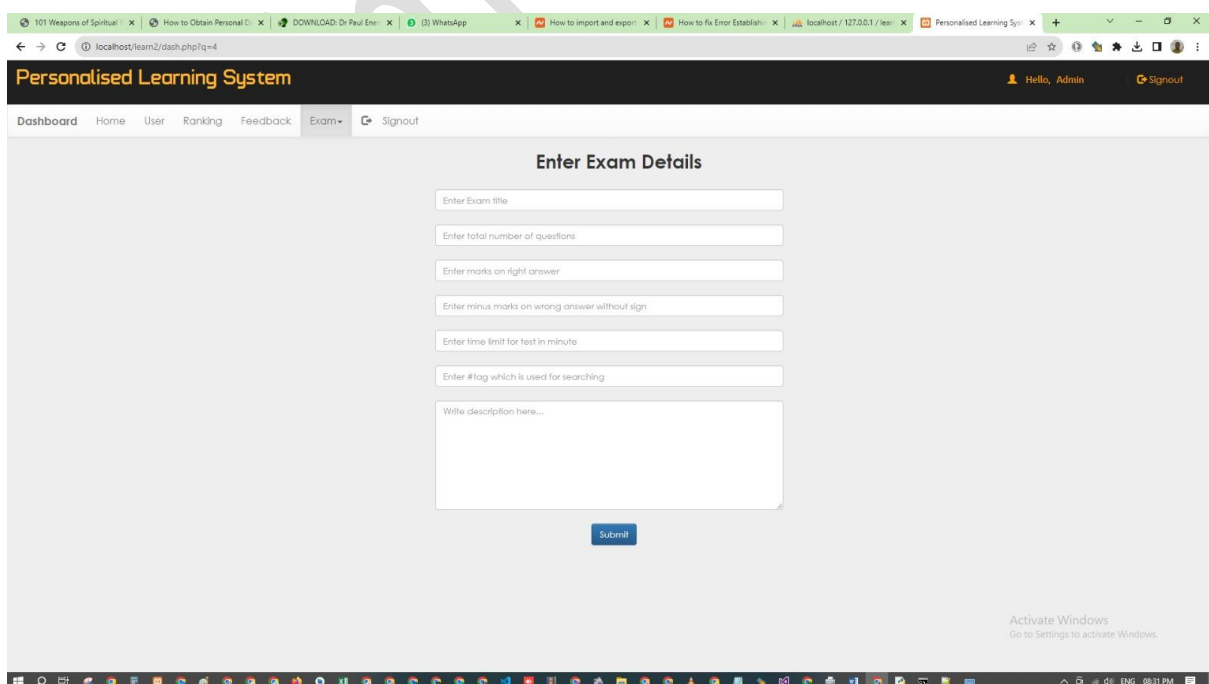 101 Weapons of Spiritual
How to Obtain Personal D
DOWNLOAD: Dr Paul Enen
(3) WhatsApp
How to import and export
How to fix Error Establishin
localhost / 127.0.0.1 / lear
Personalised Learning Syst
localhost/learn2/dash.php?q=4
Personalised Learning System
Hello, Admin
Signout
Dashboard Home User Ranking Feedback Exam Signout
Enter Exam Details
Enter Exam title
Enter total number of questions
Enter marks on right answer
Enter minus marks on wrong answer without sign
Enter time limit for test in minute
Enter #tag which is used for searching
Write description here...
Submit
Activate Windows
Go to Settings to activate Windows.
ENG 08:31 PM